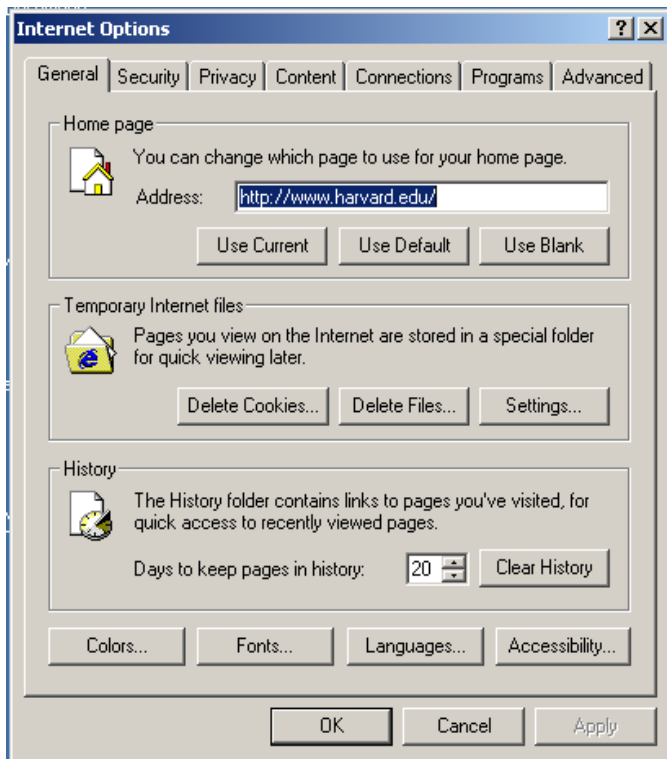 Internet Options
General Security Privacy Content Connections Programs Advanced
Home page
You can change which page to use for your home page.
Address: http://www.harvard.edu/
Use Current Use Default Use Blank
Temporary Internet files
Pages you view on the Internet are stored in a special folder
for quick viewing later.
Delete Cookies... Delete Files... Settings...
History
The History folder contains links to pages you've visited, for
quick access to recently viewed pages.
Days to keep pages in history: 20 Clear History
Colors... Fonts... Languages... Accessibility...
OK Cancel Apply